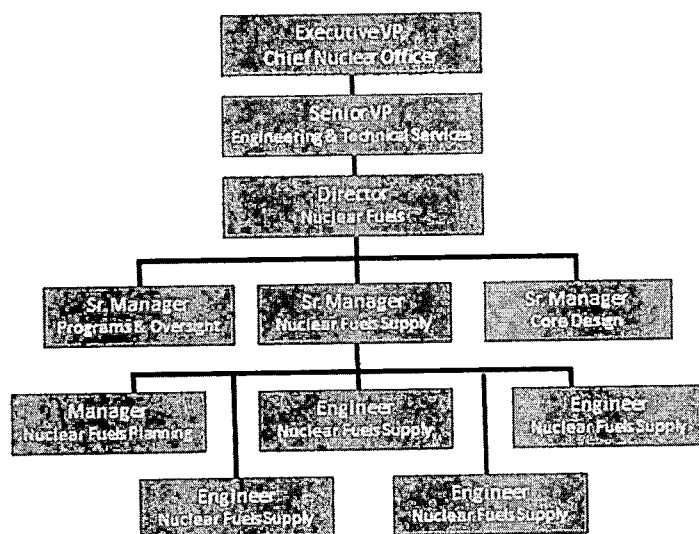 Executive VP
Chief Nuclear Officer
Senior VP
Engineering & Technical Services
Director
Nuclear Fuels
Sr. Manager
Programs & Oversight
Sr. Manager
Nuclear Fuels Supply
Sr. Manager
Core Design
Manager
Nuclear Fuels Planning
Engineer
Nuclear Fuels Supply
Engineer
Nuclear Fuels Supply
Engineer
Nuclear Fuels Supply
Engineer
Nuclear Fuels Supply